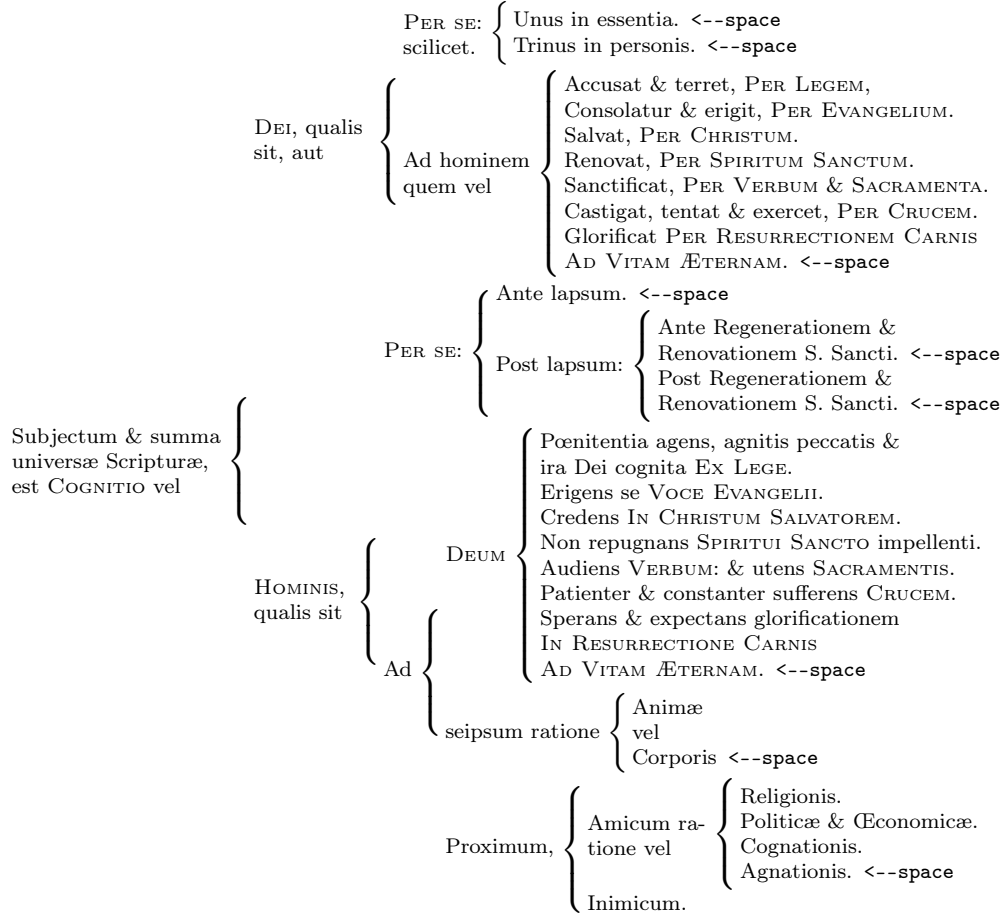 PER SE:
scilicet.
Unus in essentia. <--space
Trinus in personis. <--space
DEI, qualis
sit, aut
Ad hominem
quem vel
Accusat & terret, PER LEGEM,
Consolatur & erigit, PER EVANGELIUM.
Salvat, PER CHRISTUM.
Renovat, PER SPIRITUM SANCTUM.
Sanctificat, PER VERBUM & SACRAMENTA.
Castigat, tentat & exercet, PER CRUCEM.
Glorificat PER RESURRECTIONEM CARNIS
AD VITAM ÆTERNAM. <--space
Subjectum & summa
universæ Scripturæ,
est COGNITIO vel
HOMINIS,
qualis sit
PER SE:
Ante lapsum. <--space
Post lapsum:
Ante Regenerationem &
Renovationem S. Sancti. <--space
Post Regenerationem &
Renovationem S. Sancti. <--space
Ad
DEUM
Pœnitentia agens, agnitis peccatis &
ira Dei cognita EX LEGE.
Erigens se VOCE EVANGELII.
Credens IN CHRISTUM SALVATOREM.
Non repugnans SPIRITUI SANCTO impellenti.
Audiens VERBUM: & utens SACRAMENTIS.
Patienter & constanter sufferens CRUCEM.
Sperans & expectans glorificationem
IN RESURRECTIONE CARNIS
AD VITAM ÆTERNAM. <--space
seipsum ratione
Animæ
vel
Corporis <--space
Proximum,
Amicum ra-
tione vel
Religionis.
Politicæ & Œconomicæ.
Cognationis.
Agnationis. <--space
Inimicum.